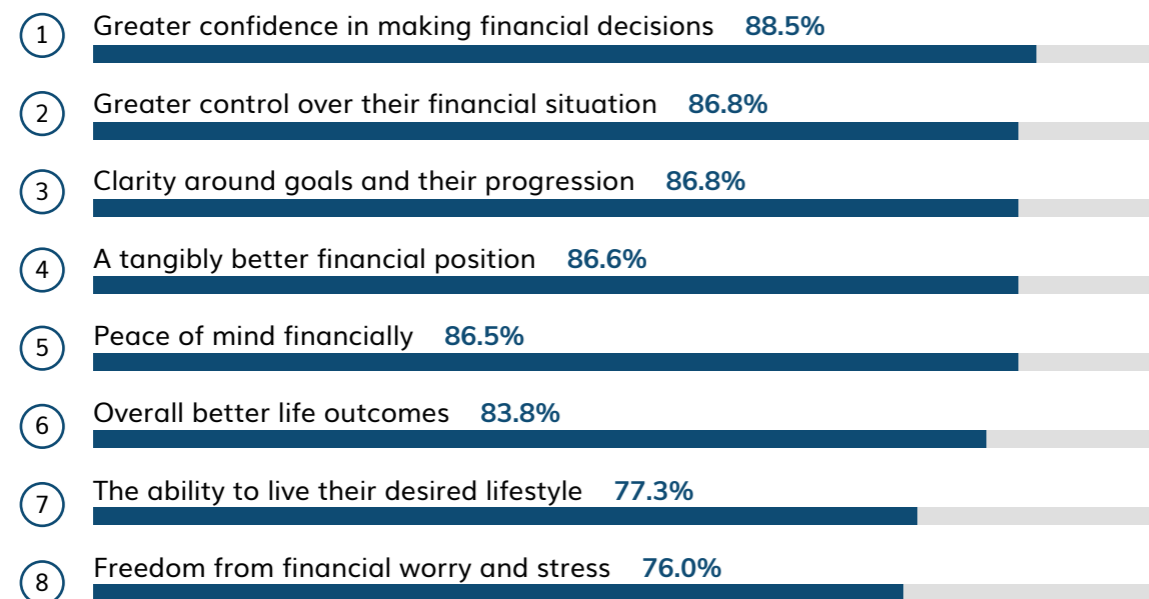 1 Greater confidence in making financial decisions 88.5%
2 Greater control over their financial situation 86.8%
3 Clarity around goals and their progression 86.8%
4 A tangibly better financial position 86.6%
5 Peace of mind financially 86.5%
6 Overall better life outcomes 83.8%
7 The ability to live their desired lifestyle 77.3%
8 Freedom from financial worry and stress 76.0%